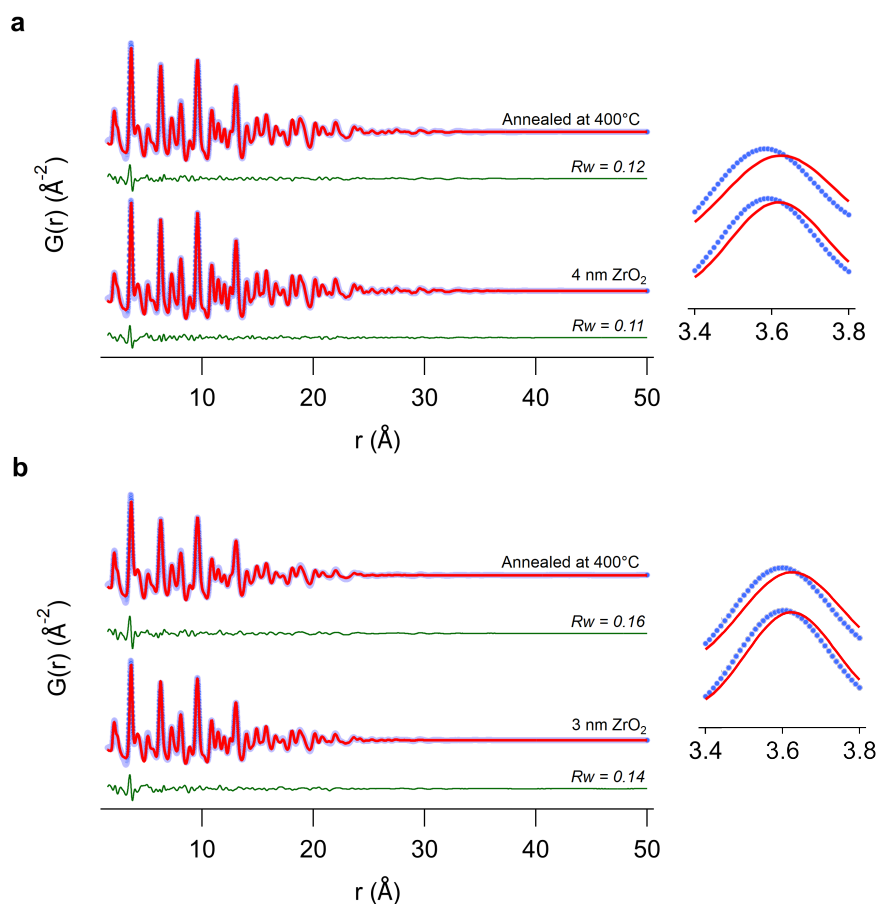 a
G(r) (Å⁻²)
Annealed at 400°C
Rw = 0.12
4 nm ZrO₂
Rw = 0.11
10 20 30 40 50
r (Å)
3.4 3.6 3.8
b
G(r) (Å⁻²)
Annealed at 400°C
Rw = 0.16
3 nm ZrO₂
Rw = 0.14
10 20 30 40 50
r (Å)
3.4 3.6 3.8